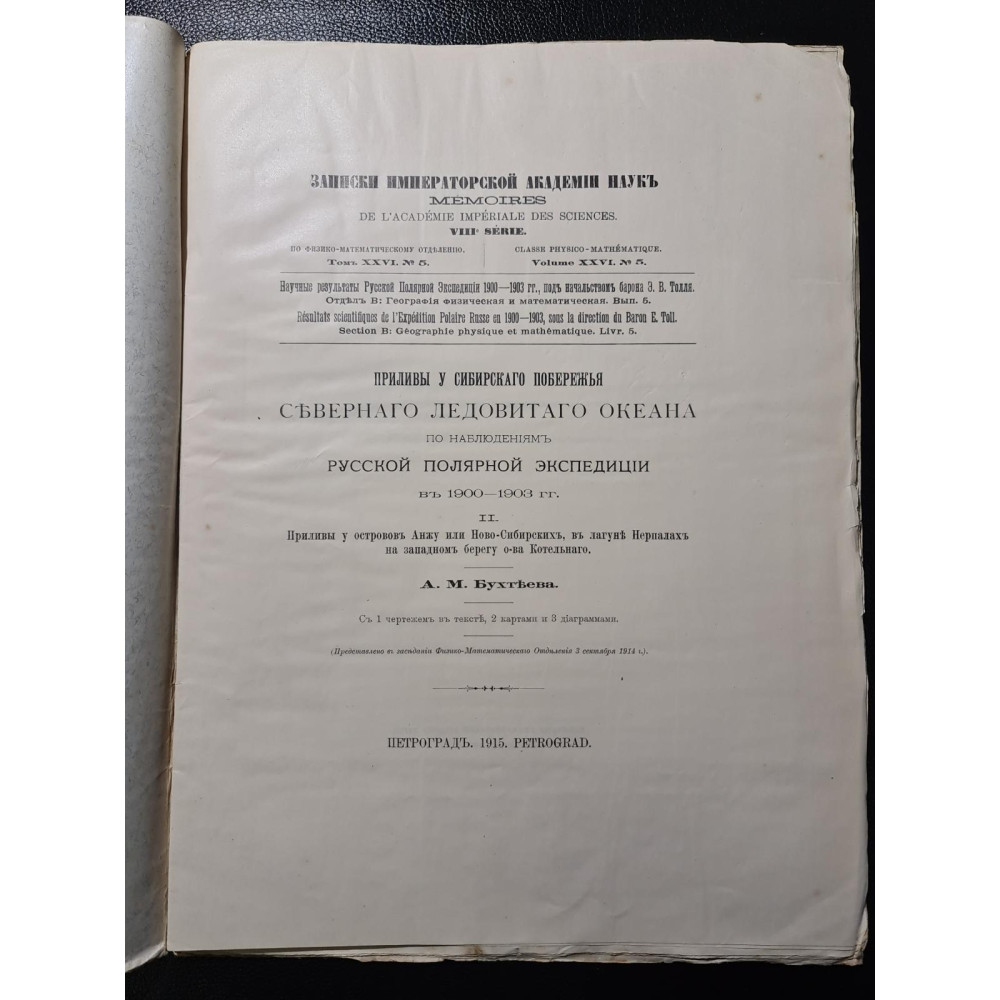 ЗАПИСКИ ИМПЕРАТОРСКОЙ АКАДЕМІИ НАУКЪ
MÉMOIRES
DE L'ACADÉMIE IMPÉRIALE DES SCIENCES.
VIIIe SÉRIE.
ПО ФИЗИКО-МАТЕМАТИЧЕСКОМУ ОТДѢЛЕНІЮ.
Томъ XXVI. № 5.
CLASSE PHYSICO-MATHÉMATIQUE.
Volume XXVI. № 5.
Научные результаты Русской Полярной Экспедиціи 1900—1903 гг., подъ начальствомъ барона Э. В. Толля.
Отдѣлъ В: Географія физическая и математическая. Вып. 5.
Résultats scientifiques de l'Expédition Polaire Russe en 1900—1903, sous la direction du Baron E. Toll.
Section B: Géographie physique et mathématique. Livr. 5.
ПРИЛИВЫ У СИБИРСКАГО ПОБЕРЕЖЬЯ
СѢВЕРНАГО ЛЕДОВИТАГО ОКЕАНА
ПО НАБЛЮДЕНІЯМЪ
РУССКОЙ ПОЛЯРНОЙ ЭКСПЕДИЦІИ
въ 1900—1903 гг.
II.
Приливы у острововъ Анжу или Ново-Сибирскихъ, въ лагунѣ Нерпалахъ
на западномъ берегу о-ва Котельнаго.
А. М. Бухтѣева.
Съ 1 чертежемъ въ текстѣ, 2 картами и 3 діаграммами.
(Представлено въ засѣданіи Физико-Математическаго Отдѣленія 3 сентября 1914 г.).
ПЕТРОГРАДЪ. 1915. PETROGRAD.